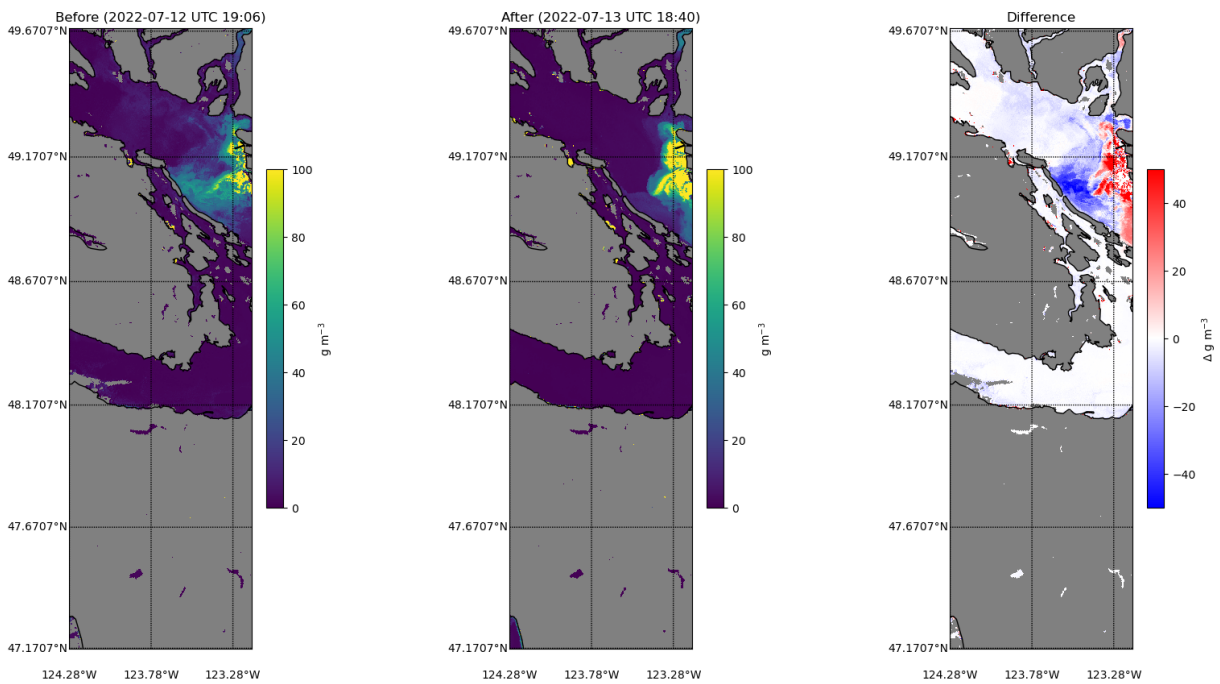 Before (2022-07-12 UTC 19:06)
49.6707°N
49.1707°N
48.6707°N
48.1707°N
47.6707°N
47.1707°N
124.28°W 123.78°W 123.28°W
100
80
60
40
20
0
g m⁻³
After (2022-07-13 UTC 18:40)
49.6707°N
49.1707°N
48.6707°N
48.1707°N
47.6707°N
47.1707°N
124.28°W 123.78°W 123.28°W
100
80
60
40
20
0
g m⁻³
Difference
49.6707°N
49.1707°N
48.6707°N
48.1707°N
47.6707°N
47.1707°N
124.28°W 123.78°W 123.28°W
40
20
0
−20
−40
Δ g m⁻³